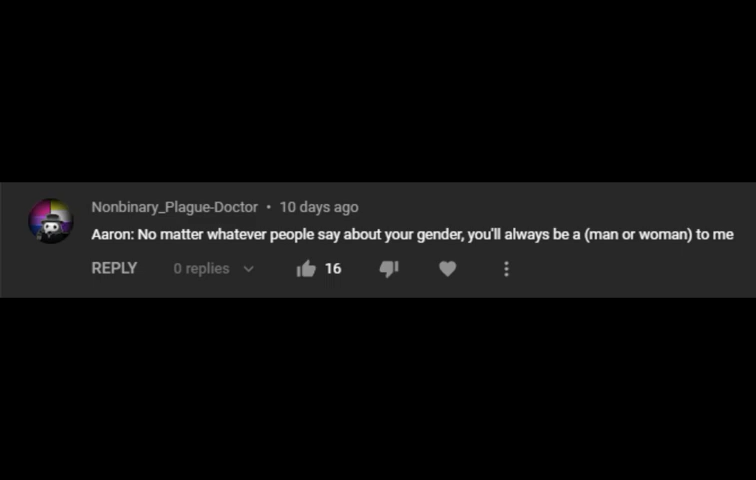 Nonbinary_Plague-Doctor • 10 days ago
Aaron: No matter whatever people say about your gender, you'll always be a (man or woman) to me
REPLY 0 replies 16